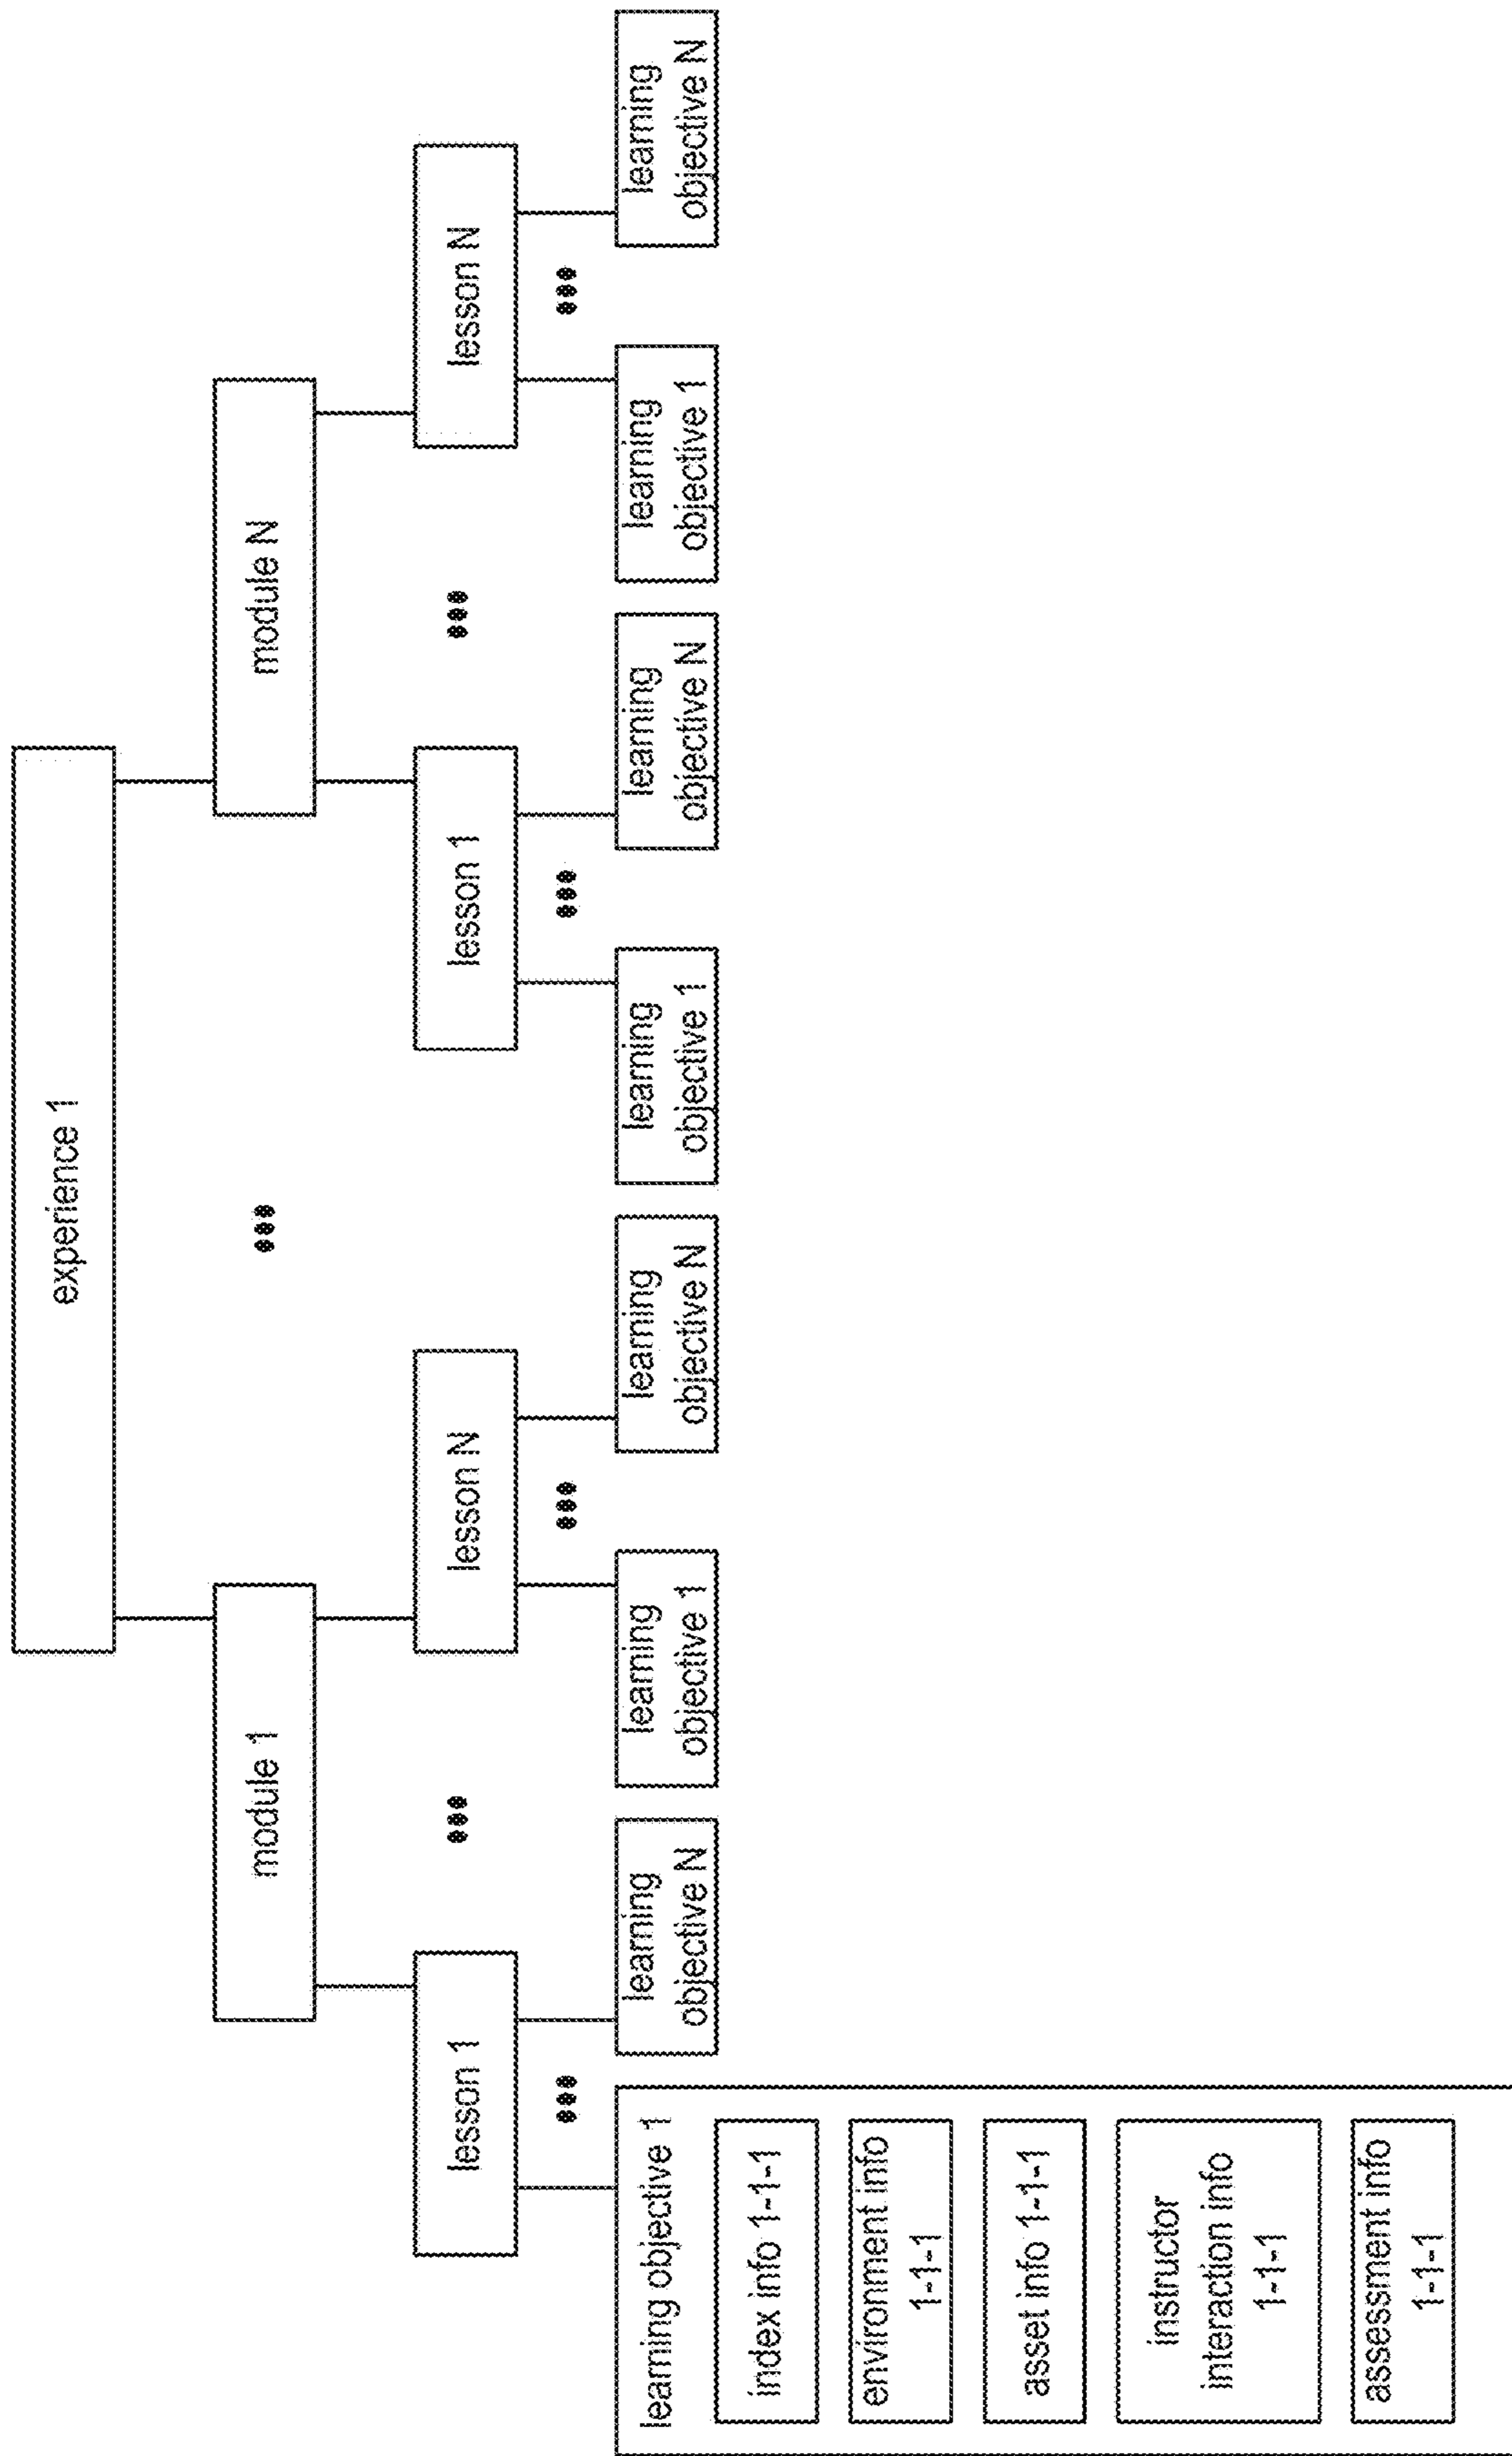 experience 1
module 1
module N
lesson 1
lesson N
lesson 1
lesson N
learning objective 1
index info 1-1-1
environment info
1-1-1
asset info 1-1-1
instructor
interaction info
1-1-1
assessment info
1-1-1
learning
objective N
learning
objective 1
learning
objective N
learning
objective 1
learning
objective N
learning
objective 1
learning
objective N